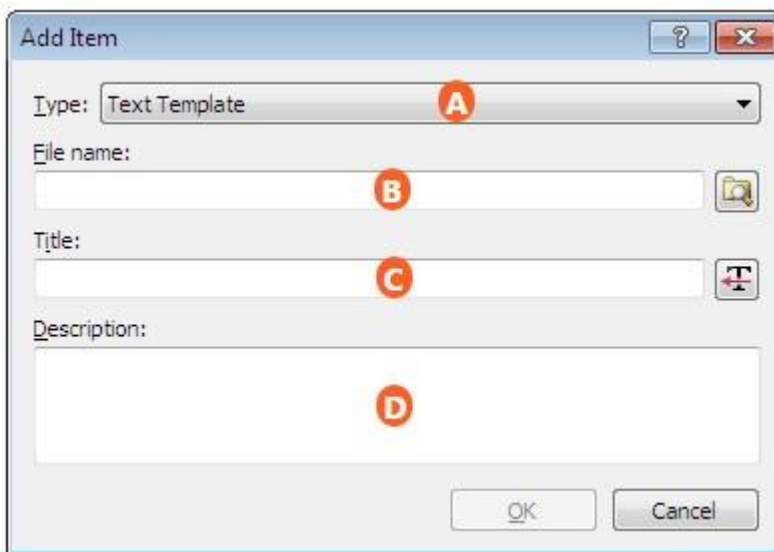 Add Item
Type: Text Template A
File name:
B
Title:
C
T
Description:
D
OK Cancel